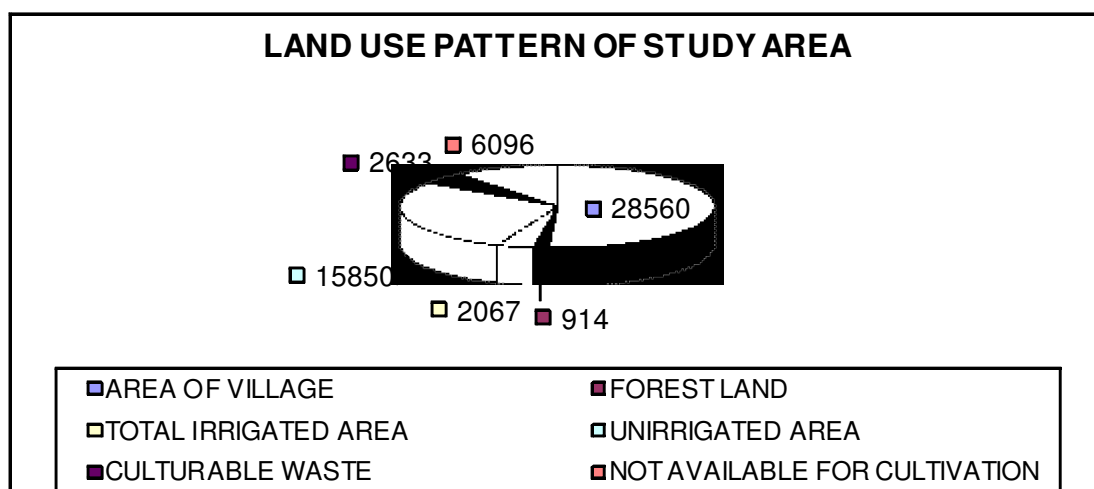 LAND USE PATTERN OF STUDY AREA
6096
2633
28560
15850
2067
914
AREA OF VILLAGE
FOREST LAND
TOTAL IRRIGATED AREA
UNIRRIGATED AREA
CULTURABLE WASTE
NOT AVAILABLE FOR CULTIVATION